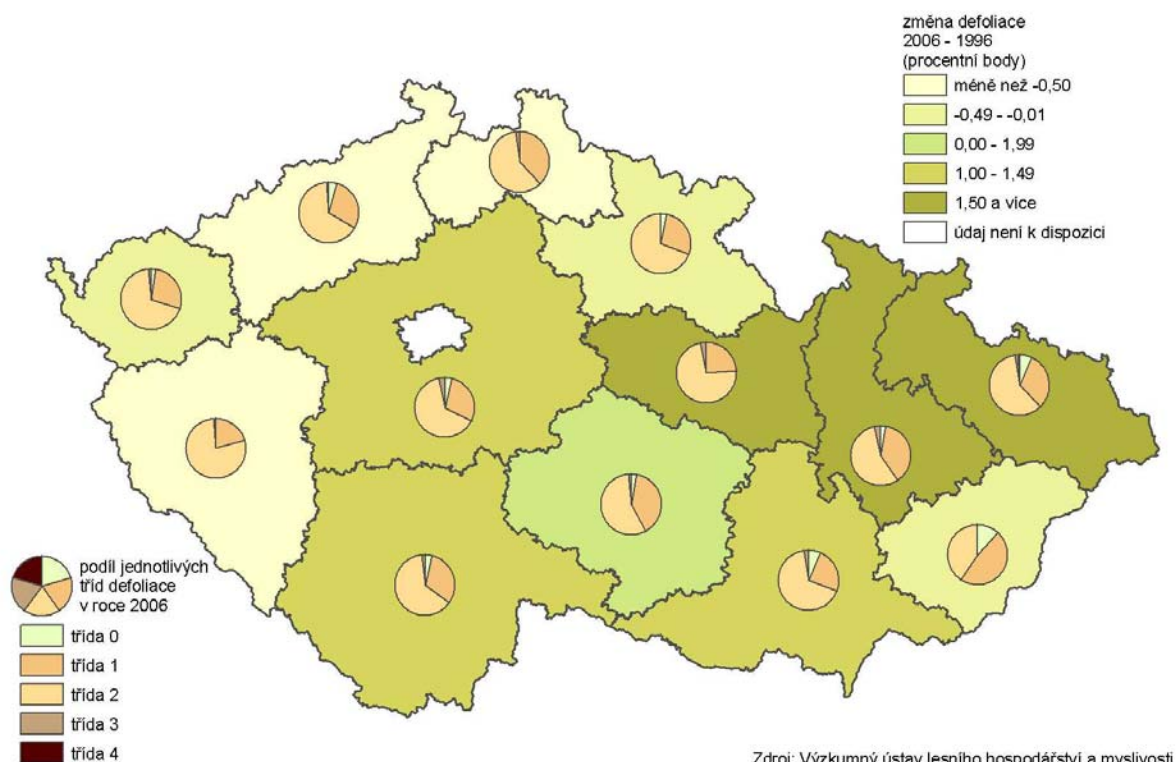 změna defoliace
2006 - 1996
(procentní body)
méně než -0,50
-0,49 - -0,01
0,00 - 1,99
1,00 - 1,49
1,50 a více
údaj není k dispozici
podíl jednotlivých
tříd defoliace
v roce 2006
třída 0
třída 1
třída 2
třída 3
třída 4
Zdroj: Výzkumný ústav lesního hospodářství a myslivosti